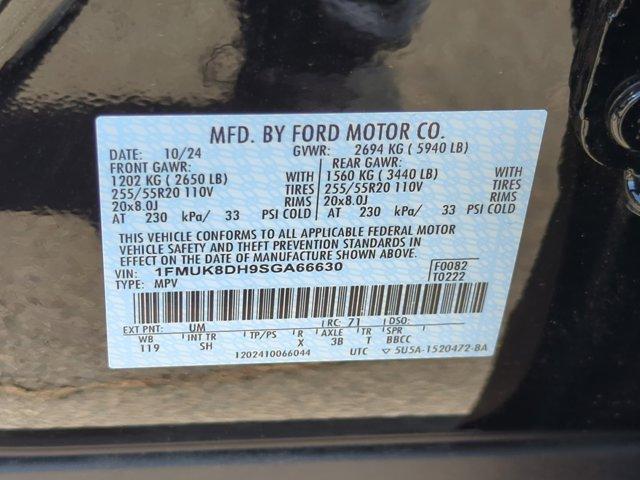 MFD. BY FORD MOTOR CO.
DATE: 10/24 GVWR: 2694 KG ( 5940 LB)
FRONT GAWR: REAR GAWR:
1202 KG ( 2650 LB) WITH 1560 KG ( 3440 LB) WITH
255/55R20 110V TIRES 255/55R20 110V TIRES
20x8.0J RIMS 20x8.0J RIMS
AT 230 kPa/ 33 PSI COLD AT 230 kPa/ 33 PSI COLD
THIS VEHICLE CONFORMS TO ALL APPLICABLE FEDERAL MOTOR
VEHICLE SAFETY AND THEFT PREVENTION STANDARDS IN
EFFECT ON THE DATE OF MANUFACTURE SHOWN ABOVE.
VIN: 1FMUK8DH9SGA66630 F0082
TYPE: MPV T0222
EXT PNT: UM RC: 71 DSO:
WB INT TR TP/PS R AXLE TR SPR
119 SH X 3B T BBCC
1202410066044 UTC ▽ 5U5A-1520472-BA